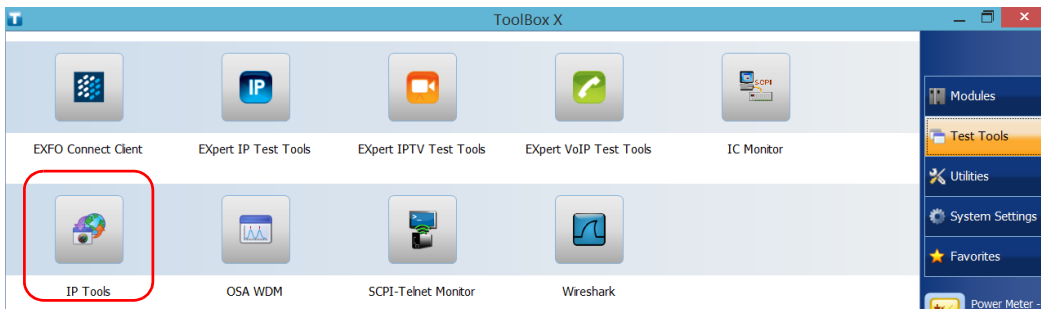 ToolBox X
EXFO Connect Client
EXpert IP Test Tools
EXpert IPTV Test Tools
EXpert VoIP Test Tools
IC Monitor
IP
SCPI
IP Tools
OSA WDM
SCPI-Telnet Monitor
Wireshark
Modules
Test Tools
Utilities
System Settings
Favorites
Power Meter -